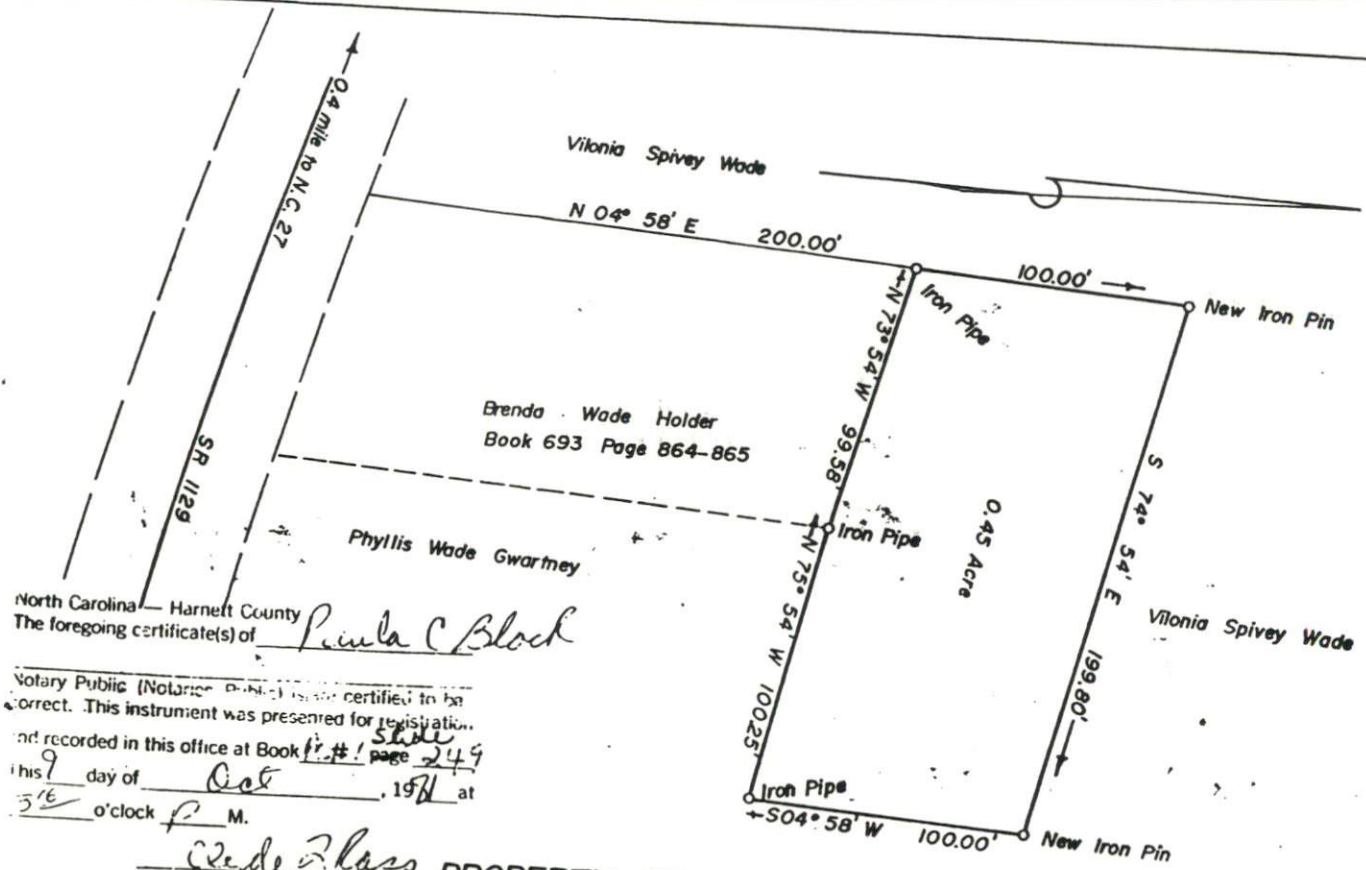 0.4 mile to N.C. 27
SR 1129
Vilonia Spivey Wade
N 04° 58' E 200.00'
100.00'
Iron Pipe
New Iron Pin
N 73° 54' W 99.58'
Brenda Wade Holder
Book 693 Page 864-865
Iron Pipe
0.45 Acre
S 74° 54' E 199.80'
Phyllis Wade Gwartney
N 75° 54' W 100.25'
Vilonia Spivey Wade
Iron Pipe
S 04° 58' W 100.00'
New Iron Pin
North Carolina — Harnett County
The foregoing certificate(s) of
Notary Public (Notaries Public) certified to be
correct. This instrument was presented for registration
and recorded in this office at Book page Slide 249
This 9 day of Oct , 19 at
o'clock P M.